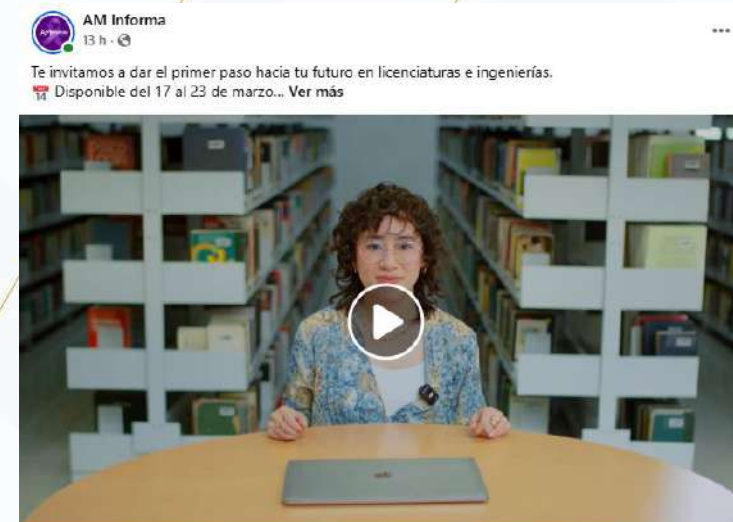 AM Informa
13 h
Te invitamos a dar el primer paso hacia tu futuro en licenciaturas e ingenierías.
Disponible del 17 al 23 de marzo... Ver más